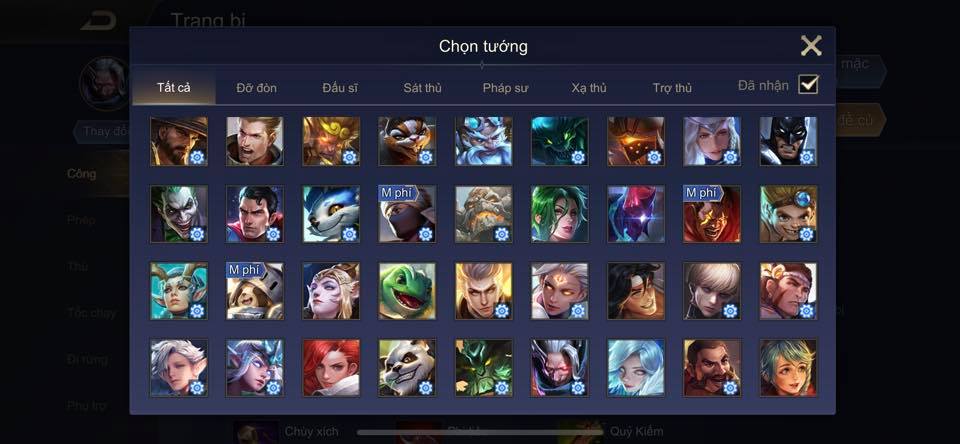 Trang bị
Chọn tướng
Tất cả
Đỡ đòn
Đấu sĩ
Sát thủ
Pháp sư
Xạ thủ
Trợ thủ
Đã nhận
mặc
Thay đổi
đề cử
Công
M phí
M phí
Phép
Thủ
M phí
Tốc chạy
bị
Đi rừng
Phụ trợ
Chùy xích
Quỷ Kiếm